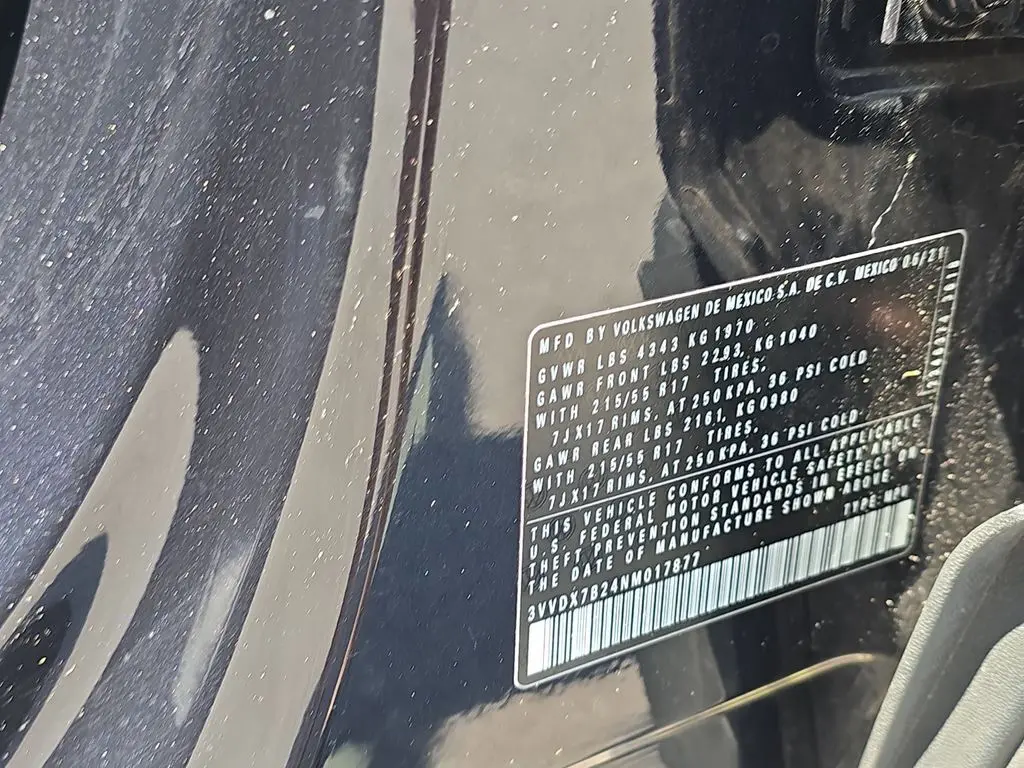 MFD BY VOLKSWAGEN DE MEXICO S.A. DE C.V. MEXICO 06/21
GVWR LBS 4343 KG 1970
GAWR FRONT LBS 2293, KG 1040
WITH 215/55 R17 TIRES,
7JX17 RIMS, AT 250 KPA, 36 PSI COLD
GAWR REAR LBS 2161, KG 0980
WITH 215/55 R17 TIRES,
7JX17 RIMS, AT 250 KPA, 36 PSI COLD
THIS VEHICLE CONFORMS TO ALL APPLICABLE
U.S. FEDERAL MOTOR VEHICLE SAFETY AND
THEFT PREVENTION STANDARDS IN EFFECT ON
THE DATE OF MANUFACTURE SHOWN ABOVE
3VVDX7B24NM017877 TYPE: MPV